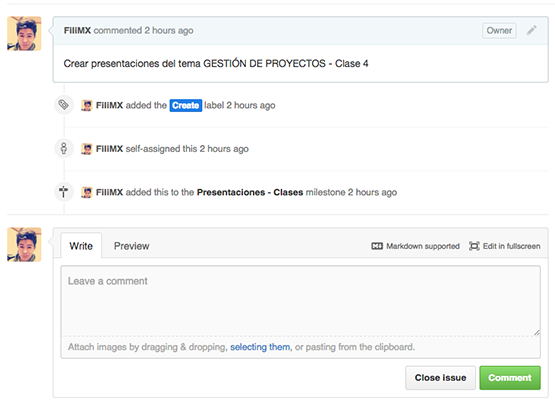 FiliMX commented 2 hours ago Owner
Crear presentaciones del tema GESTIÓN DE PROYECTOS - Clase 4
FiliMX added the Create label 2 hours ago
FiliMX self-assigned this 2 hours ago
FiliMX added this to the Presentaciones - Clases milestone 2 hours ago
Write Preview Markdown supported Edit in fullscreen
Leave a comment
Attach images by dragging & dropping, selecting them, or pasting from the clipboard.
Close issue Comment